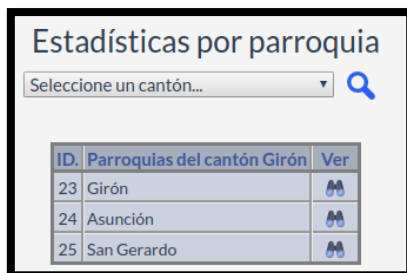 Estadísticas por parroquia
Seleccione un cantón...
ID. Parroquias del cantón Girón Ver
23 Girón
24 Asunción
25 San Gerardo